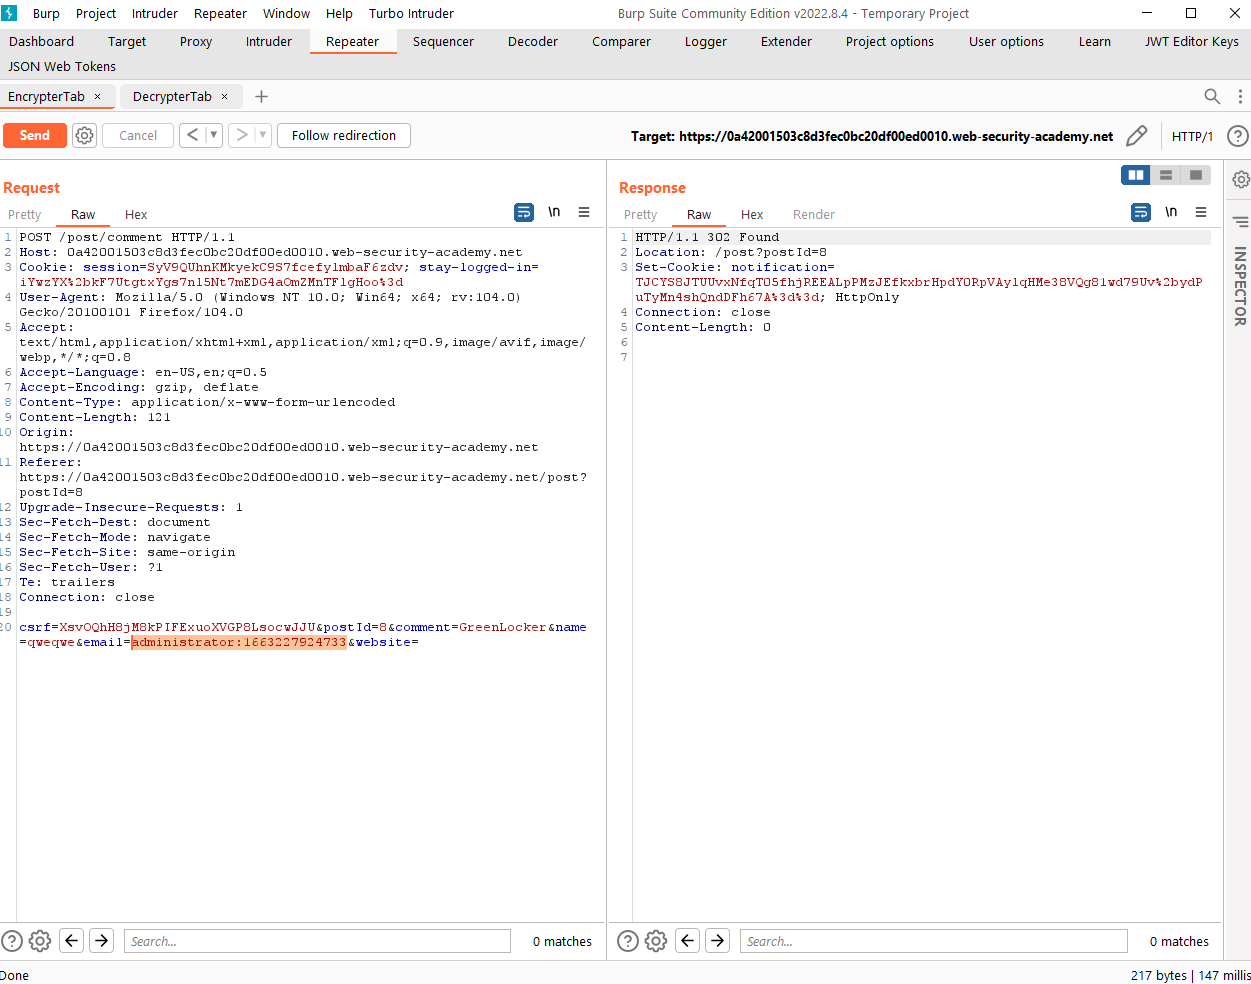 Burp Project Intruder Repeater Window Help Turbo Intruder Burp Suite Community Edition v2022.8.4 - Temporary Project
Dashboard Target Proxy Intruder Repeater Sequencer Decoder Comparer Logger Extender Project options User options Learn JWT Editor Keys
JSON Web Tokens
EncrypterTab × DecrypterTab × +
Send Cancel < > Follow redirection Target: https://0a42001503c8d3fec0bc20df00ed0010.web-security-academy.net HTTP/1 ?
Request
Pretty Raw Hex \n
1 POST /post/comment HTTP/1.1
2 Host: 0a42001503c8d3fec0bc20df00ed0010.web-security-academy.net
3 Cookie: session=SyV9QUhnKMkyekC9S7fcefylmbaF6zdv; stay-logged-in=
iYwzYX%2bkF7UtgtxYgs7nl5Nt7mEDG4aOmZMnTFlgHoo%3d
4 User-Agent: Mozilla/5.0 (Windows NT 10.0; Win64; x64; rv:104.0)
Gecko/20100101 Firefox/104.0
5 Accept:
text/html,application/xhtml+xml,application/xml;q=0.9,image/avif,image/
webp,*/*;q=0.8
6 Accept-Language: en-US,en;q=0.5
7 Accept-Encoding: gzip, deflate
8 Content-Type: application/x-www-form-urlencoded
9 Content-Length: 121
10 Origin:
https://0a42001503c8d3fec0bc20df00ed0010.web-security-academy.net
11 Referer:
https://0a42001503c8d3fec0bc20df00ed0010.web-security-academy.net/post?
postId=8
12 Upgrade-Insecure-Requests: 1
13 Sec-Fetch-Dest: document
14 Sec-Fetch-Mode: navigate
15 Sec-Fetch-Site: same-origin
16 Sec-Fetch-User: ?1
17 Te: trailers
18 Connection: close
19
20 csrf=XsvOQhH8jM8kPIFExuoXVGP8LsocwJJU&postId=8&comment=GreenLocker&name
=qweqwe&email=administrator:1663227924733&website=
Response
Pretty Raw Hex Render \n
1 HTTP/1.1 302 Found
2 Location: /post?postId=8
3 Set-Cookie: notification=
TJCYS8JTUUvxNfqTO5fhjREEALpPMzJEfkxbrHpdYORpVAylqHMe38VQg81wd79Uv%2bydP
uTyMn4shQndDFh67A%3d%3d; HttpOnly
4 Connection: close
5 Content-Length: 0
6
7
INSPECTOR
? Search... 0 matches
? Search... 0 matches
Done 217 bytes | 147 millis